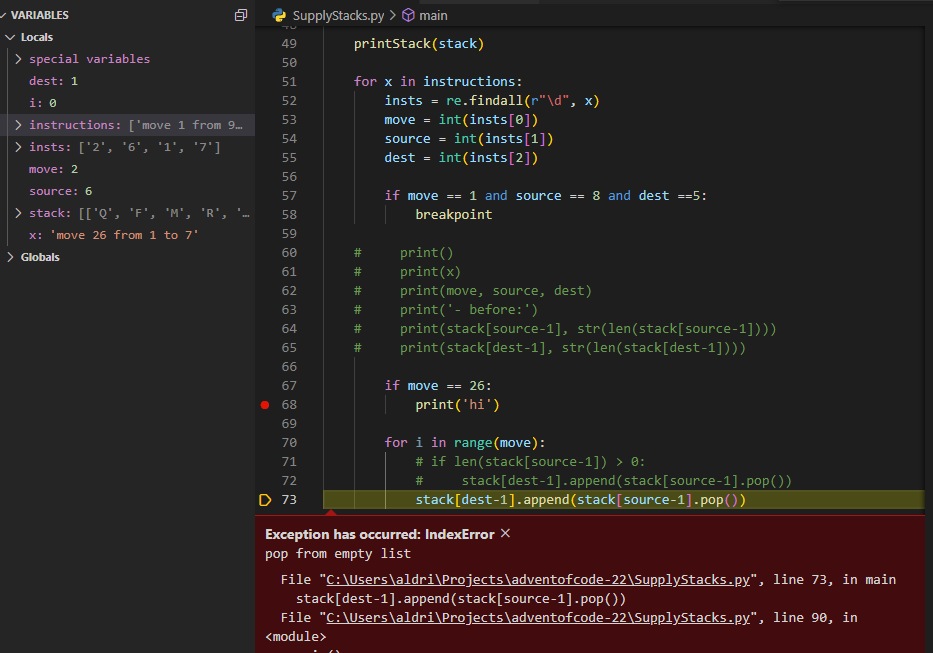 VARIABLES
Locals
special variables
dest: 1
i: 0
instructions: ['move 1 from 9…
insts: ['2', '6', '1', '7']
move: 2
source: 6
stack: [['Q', 'F', 'M', 'R', '…
x: 'move 26 from 1 to 7'
Globals
SupplyStacks.py > main
49 printStack(stack)
50
51 for x in instructions:
52 insts = re.findall(r"\d", x)
53 move = int(insts[0])
54 source = int(insts[1])
55 dest = int(insts[2])
56
57 if move == 1 and source == 8 and dest ==5:
58 breakpoint
59
60 # print()
61 # print(x)
62 # print(move, source, dest)
63 # print('- before:')
64 # print(stack[source-1], str(len(stack[source-1])))
65 # print(stack[dest-1], str(len(stack[dest-1])))
66
67 if move == 26:
68 print('hi')
69
70 for i in range(move):
71 # if len(stack[source-1]) > 0:
72 # stack[dest-1].append(stack[source-1].pop())
73 stack[dest-1].append(stack[source-1].pop())
Exception has occurred: IndexError ×
pop from empty list
File "C:\Users\aldri\Projects\adventofcode-22\SupplyStacks.py", line 73, in main
stack[dest-1].append(stack[source-1].pop())
File "C:\Users\aldri\Projects\adventofcode-22\SupplyStacks.py", line 90, in
<module>